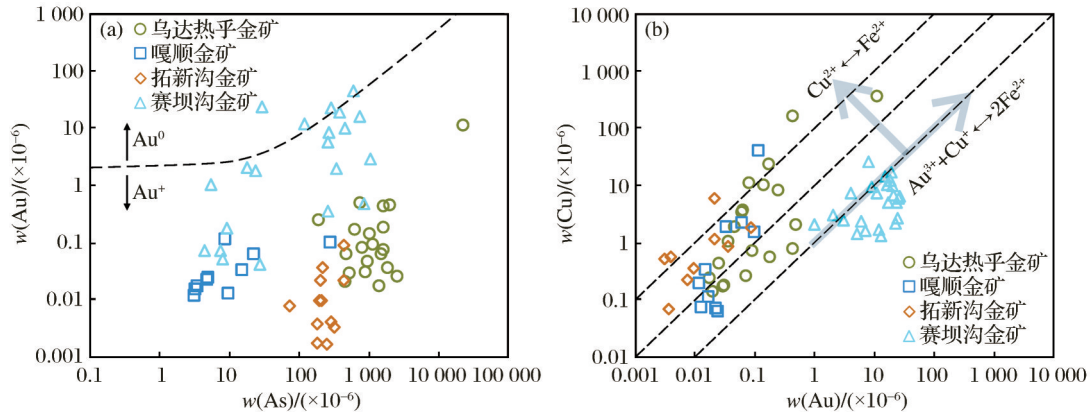 (a)
乌达热乎金矿
嘎顺金矿
拓新沟金矿
赛坝沟金矿
Au⁰
Au⁺
1 000
100
10
1
0.1
0.01
0.001
w(Au)/(×10⁻⁶)
0.1 1 10 100 1 000 10 000 100 000
w(As)/(×10⁻⁶)
(b)
Cu²⁺↔Fe²⁺
Au³⁺+Cu⁺↔2Fe²⁺
乌达热乎金矿
嘎顺金矿
拓新沟金矿
赛坝沟金矿
10 000
1 000
100
10
1
0.1
0.01
w(Cu)/(×10⁻⁶)
0.001 0.01 0.1 1 10 100 1 000 10 000
w(Au)/(×10⁻⁶)